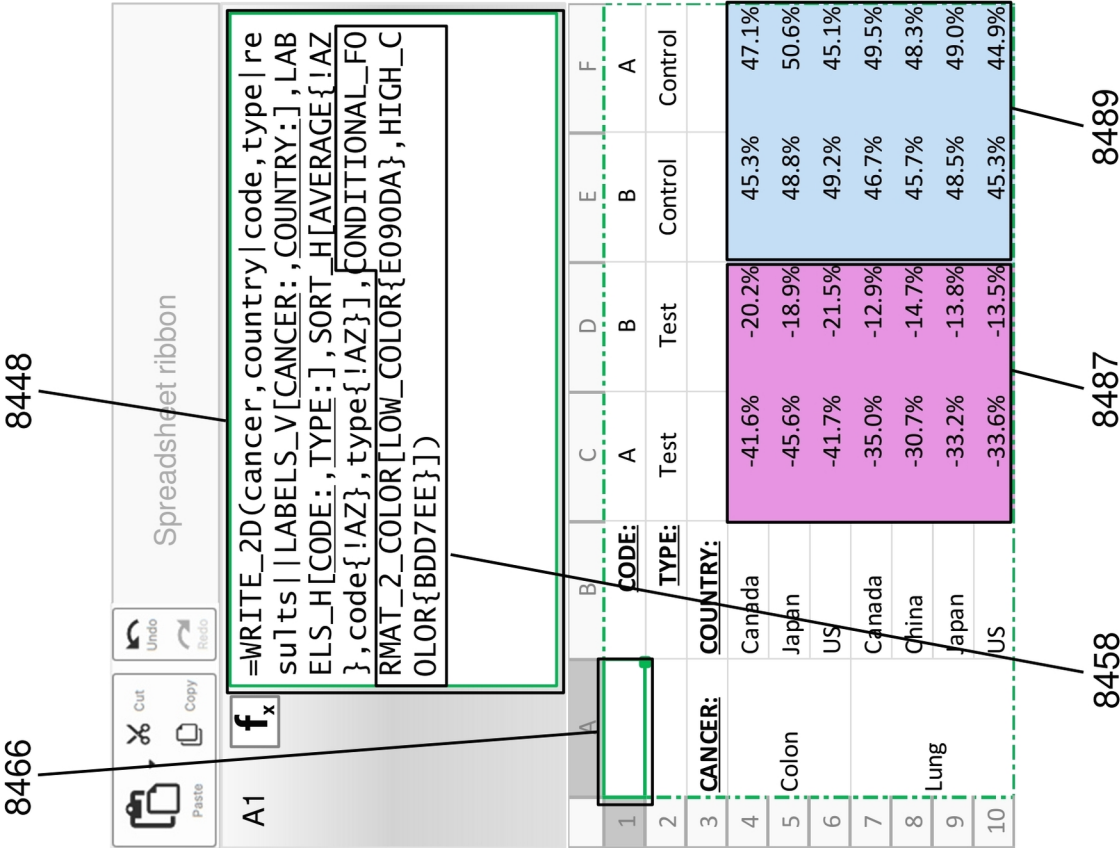 8466 8448
Paste Cut Copy Undo Redo Spreadsheet ribbon
A1 fx
=WRITE_2D(cancer,country|code,type|re
sults||LABELS_V[CANCER:,COUNTRY:],LAB
ELS_H[CODE:,TYPE:],SORT_H[AVERAGE{!AZ
},code{!AZ},type{!AZ}],CONDITIONAL_FO
RMAT_2_COLOR[LOW_COLOR{E090DA},HIGH_C
OLOR{BDD7EE}])
A B C D E F
1 CODE: A B B A
2 TYPE: Test Test Control Control
3 CANCER: COUNTRY:
4 Canada -41.6% -20.2% 45.3% 47.1%
5 Colon Japan -45.6% -18.9% 48.8% 50.6%
6 US -41.7% -21.5% 49.2% 45.1%
7 Canada -35.0% -12.9% 46.7% 49.5%
8 China -30.7% -14.7% 45.7% 48.3%
9 Lung Japan -33.2% -13.8% 48.5% 49.0%
10 US -33.6% -13.5% 45.3% 44.9%
8458 8487 8489